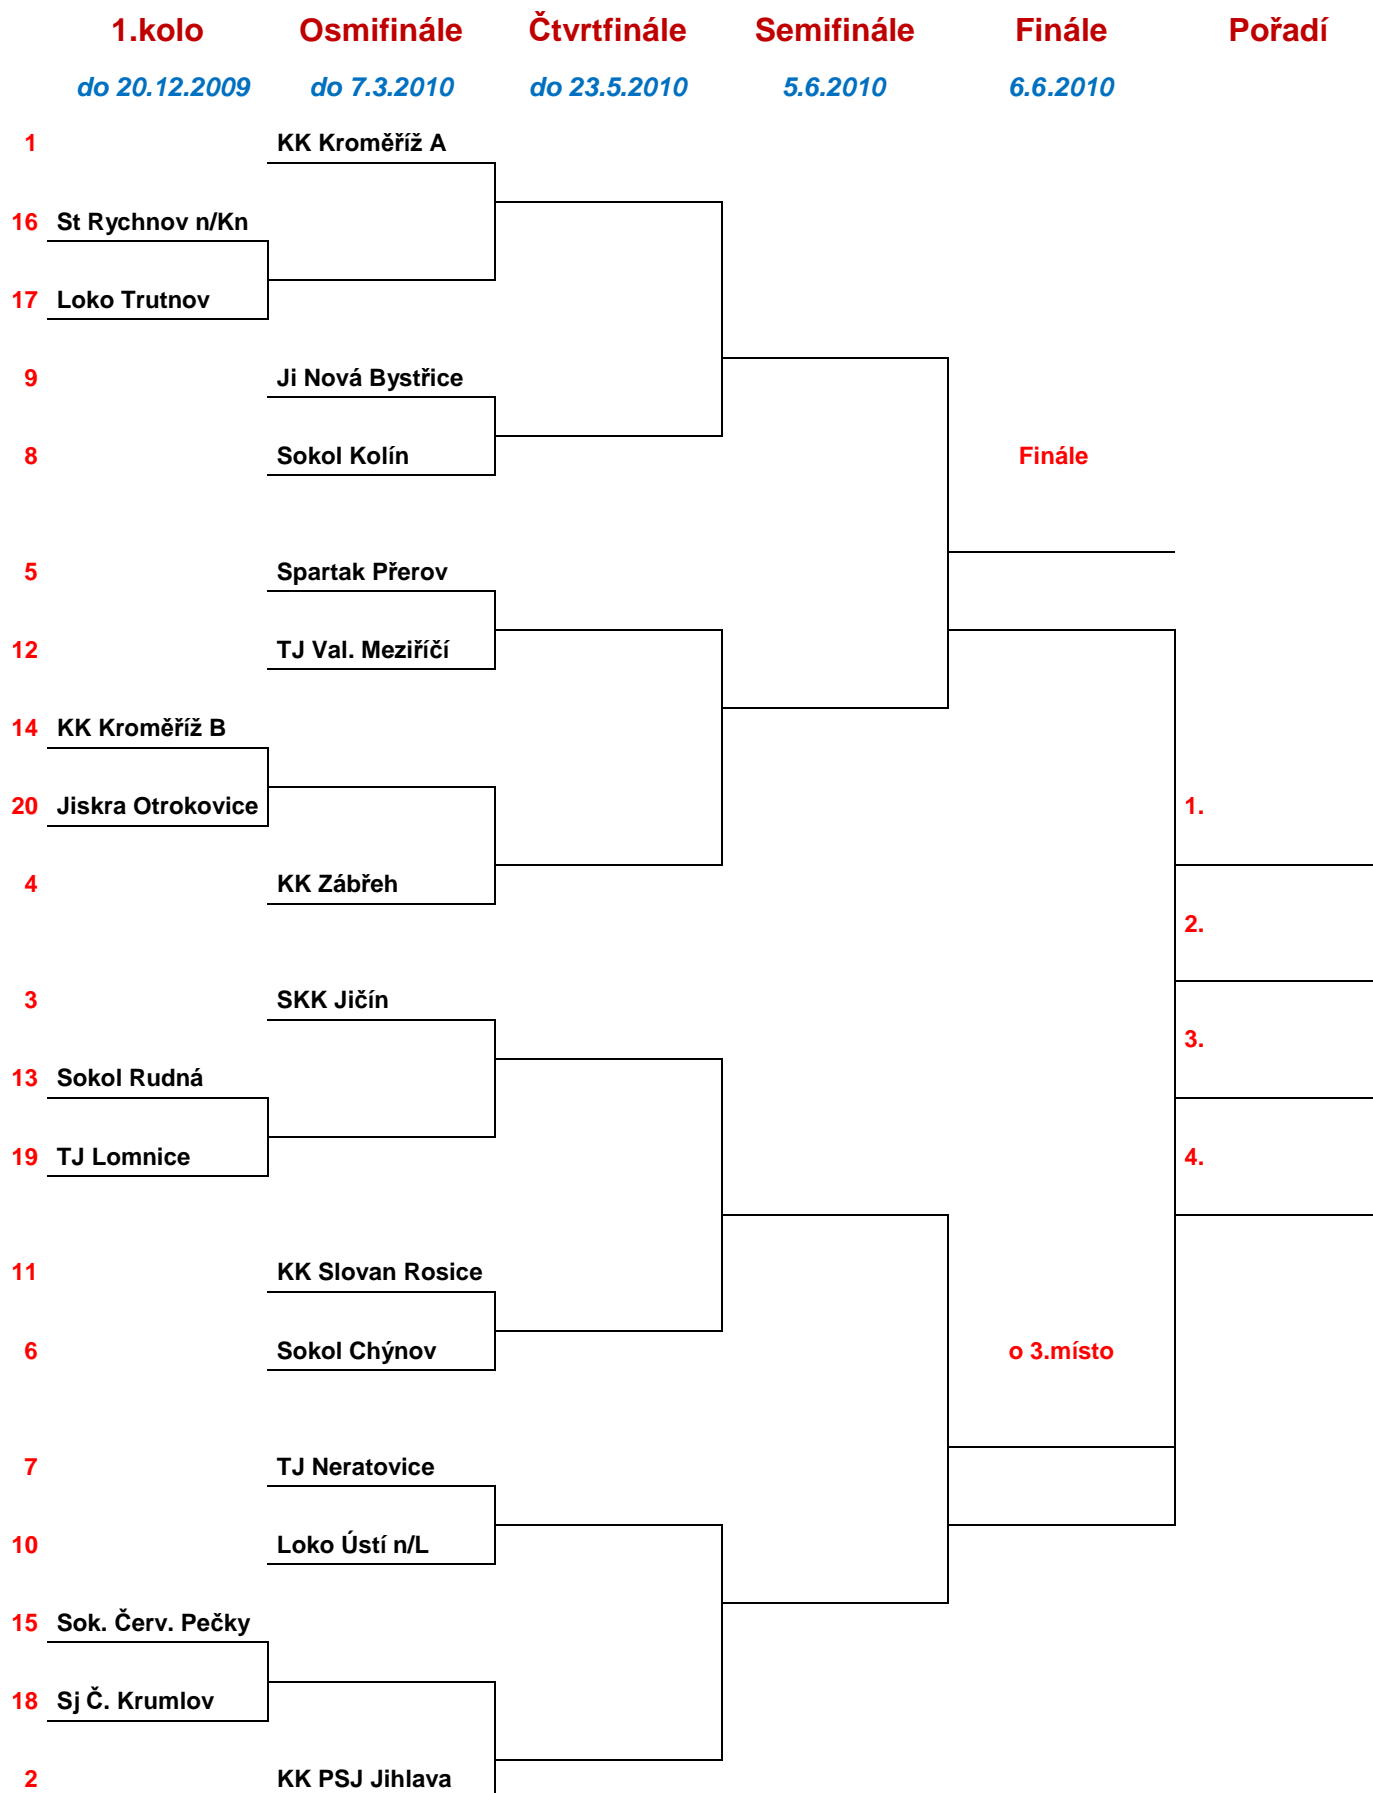 1.kolo Osmifinále Čtvrtfinále Semifinále Finále Pořadí
do 20.12.2009 do 7.3.2010 do 23.5.2010 5.6.2010 6.6.2010
1 KK Kroměříž A
16 St Rychnov n/Kn
17 Loko Trutnov
9 Ji Nová Bystřice
8 Sokol Kolín Finále
5 Spartak Přerov
12 TJ Val. Meziříčí
14 KK Kroměříž B
20 Jiskra Otrokovice 1.
4 KK Zábřeh
2.
3 SKK Jičín
3.
13 Sokol Rudná
19 TJ Lomnice 4.
11 KK Slovan Rosice
6 Sokol Chýnov o 3.místo
7 TJ Neratovice
10 Loko Ústí n/L
15 Sok. Červ. Pečky
18 Sj Č. Krumlov
2 KK PSJ Jihlava